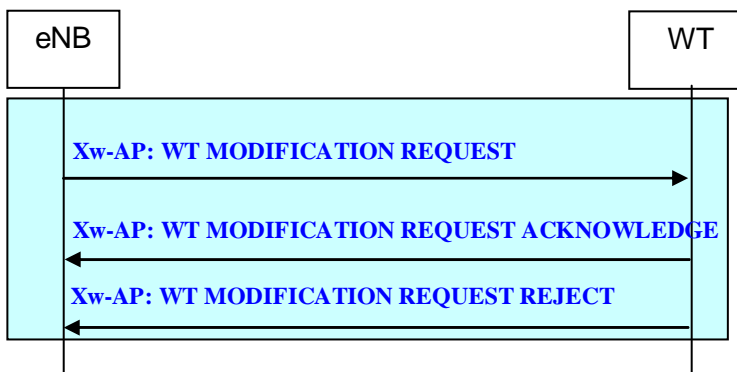 eNB
WT
Xw-AP: WT MODIFICATION REQUEST
Xw-AP: WT MODIFICATION REQUEST ACKNOWLEDGE
Xw-AP: WT MODIFICATION REQUEST REJECT